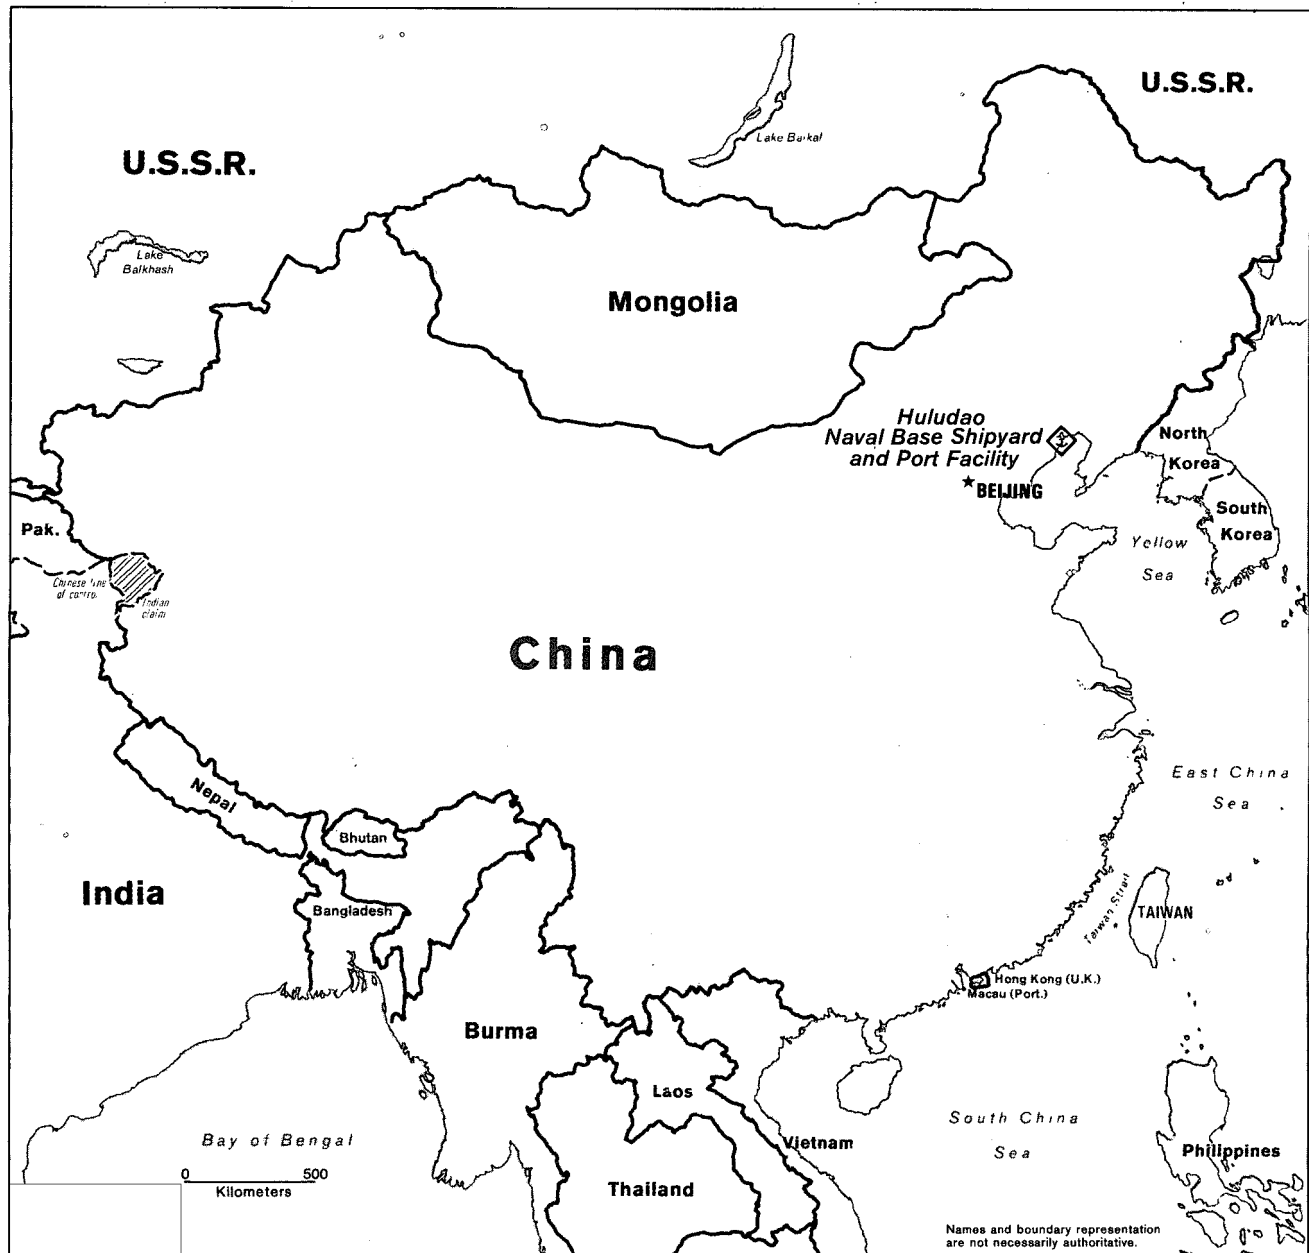 U.S.S.R.
Lake Baikal
U.S.S.R.
Lake
Balkhash
Mongolia
Huludao
Naval Base Shipyard
and Port Facility
North
Korea
BEIJING
South
Korea
Pak.
Yellow
Sea
Chinese line
of control
Indian
claim
China
East China
Sea
Nepal
Bhutan
India
Bangladesh
Taiwan Strait
TAIWAN
Hong Kong (U.K.)
Macau (Port.)
Burma
Laos
South China
Sea
Bay of Bengal
Vietnam
Philippines
0 500
Kilometers
Thailand
Names and boundary representation
are not necessarily authoritative.